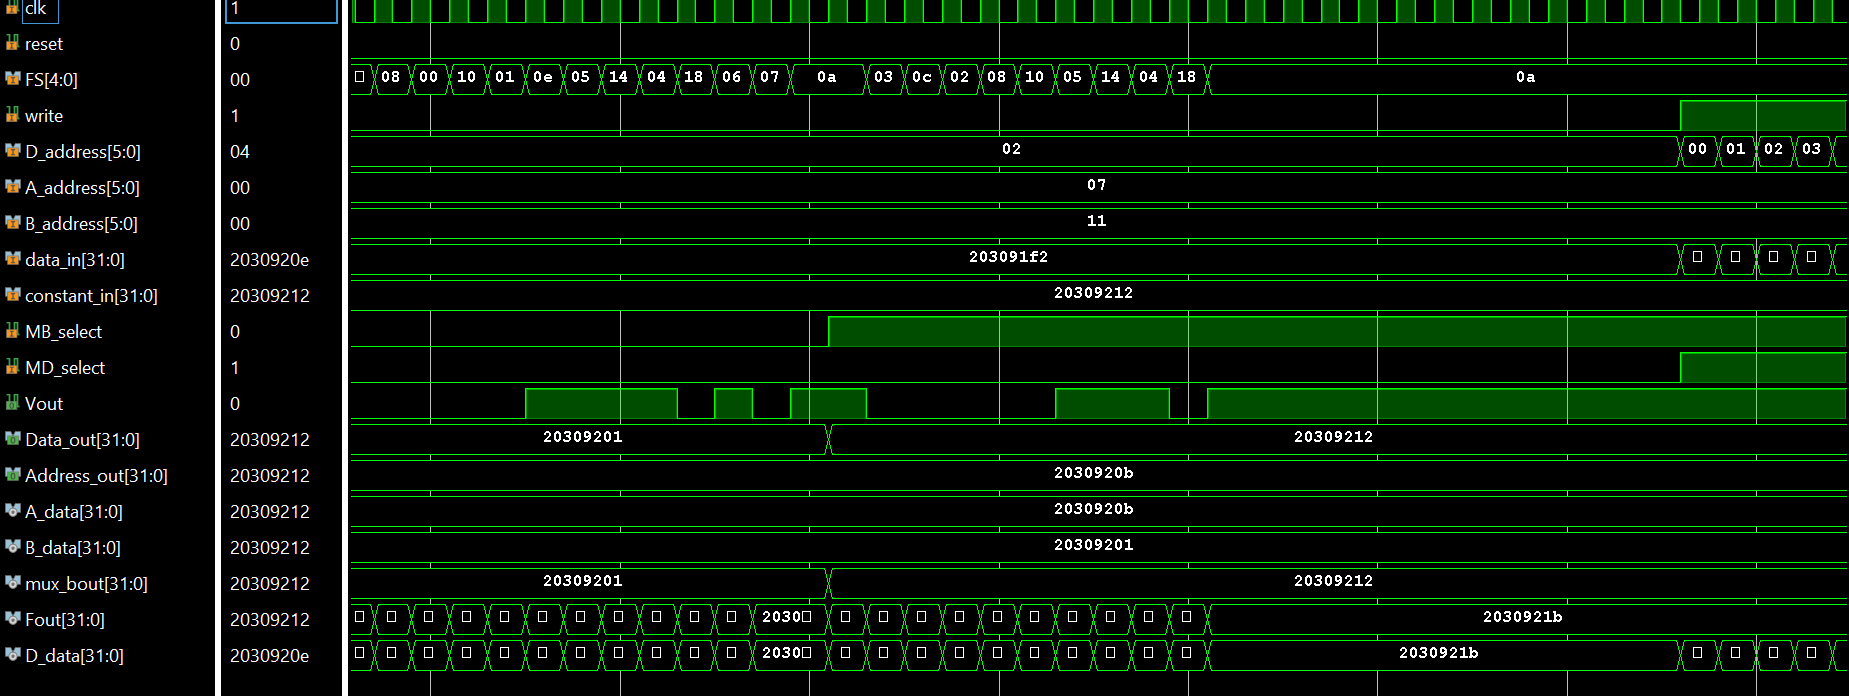 clk 1
reset 0
FS[4:0] 00 08 00 10 01 0e 05 14 04 18 06 07 0a 03 0c 02 08 10 05 14 04 18 0a
write 1
D_address[5:0] 04 02 00 01 02 03
A_address[5:0] 00 07
B_address[5:0] 00 11
data_in[31:0] 2030920e 203091f2
constant_in[31:0] 20309212 20309212
MB_select 0
MD_select 1
Vout 0
Data_out[31:0] 20309212 20309201 20309212
Address_out[31:0] 20309212 2030920b
A_data[31:0] 20309212 2030920b
B_data[31:0] 20309212 20309201
mux_bout[31:0] 20309212 20309201 20309212
Fout[31:0] 20309212 2030 2030921b
D_data[31:0] 2030920e 2030 2030921b